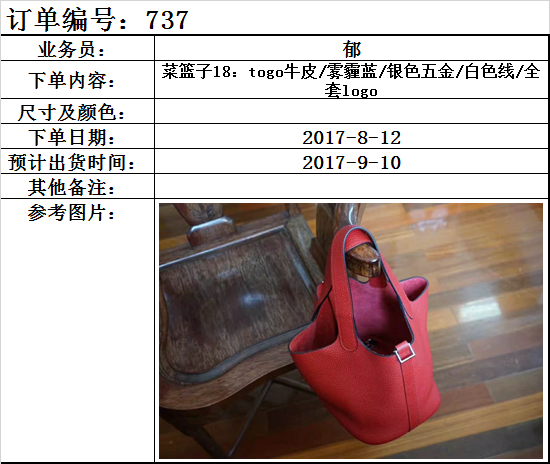 订单编号：737
业务员： 郁
下单内容： 菜篮子18：togo牛皮/雾霾蓝/银色五金/白色线/全
套logo
尺寸及颜色：
下单日期： 2017-8-12
预计出货时间： 2017-9-10
其他备注：
参考图片：